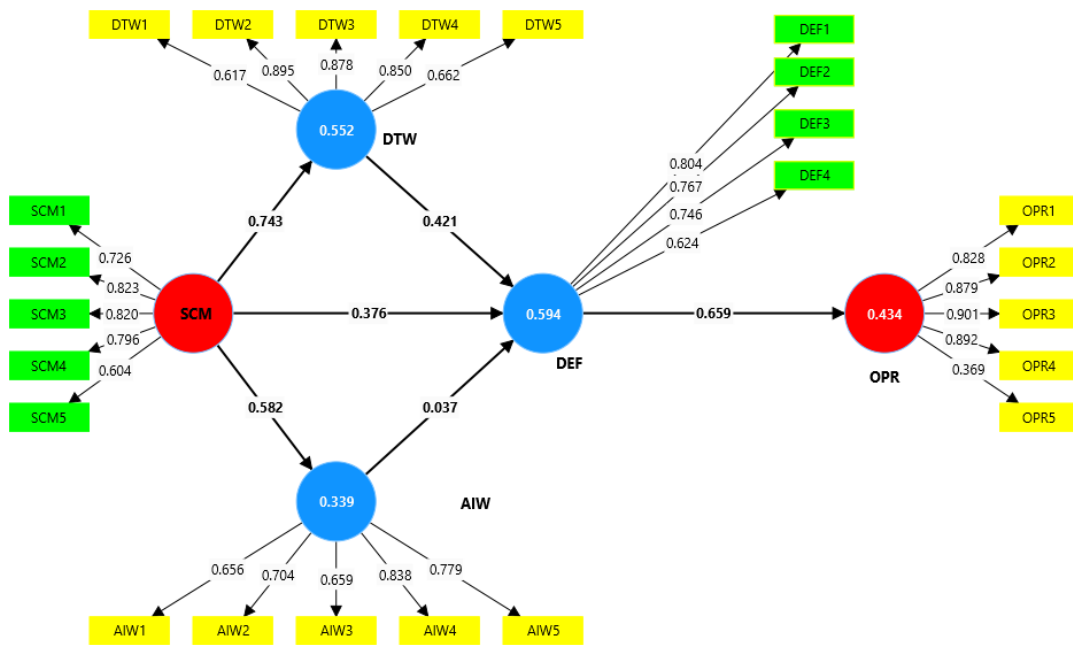 DTW1 DTW2 DTW3 DTW4 DTW5
0.617 0.895 0.878 0.850 0.662
0.552
DTW
DEF1
DEF2
DEF3
DEF4
0.804
0.767
0.746
0.624
SCM1
SCM2
SCM3
SCM4
SCM5
0.726
0.823
0.820
0.796
0.604
SCM
0.743
0.376
0.582
0.421
0.037
0.594
DEF
0.659
0.434
OPR
0.828
0.879
0.901
0.892
0.369
OPR1
OPR2
OPR3
OPR4
OPR5
0.339
AIW
0.656 0.704 0.659 0.838 0.779
AIW1 AIW2 AIW3 AIW4 AIW5